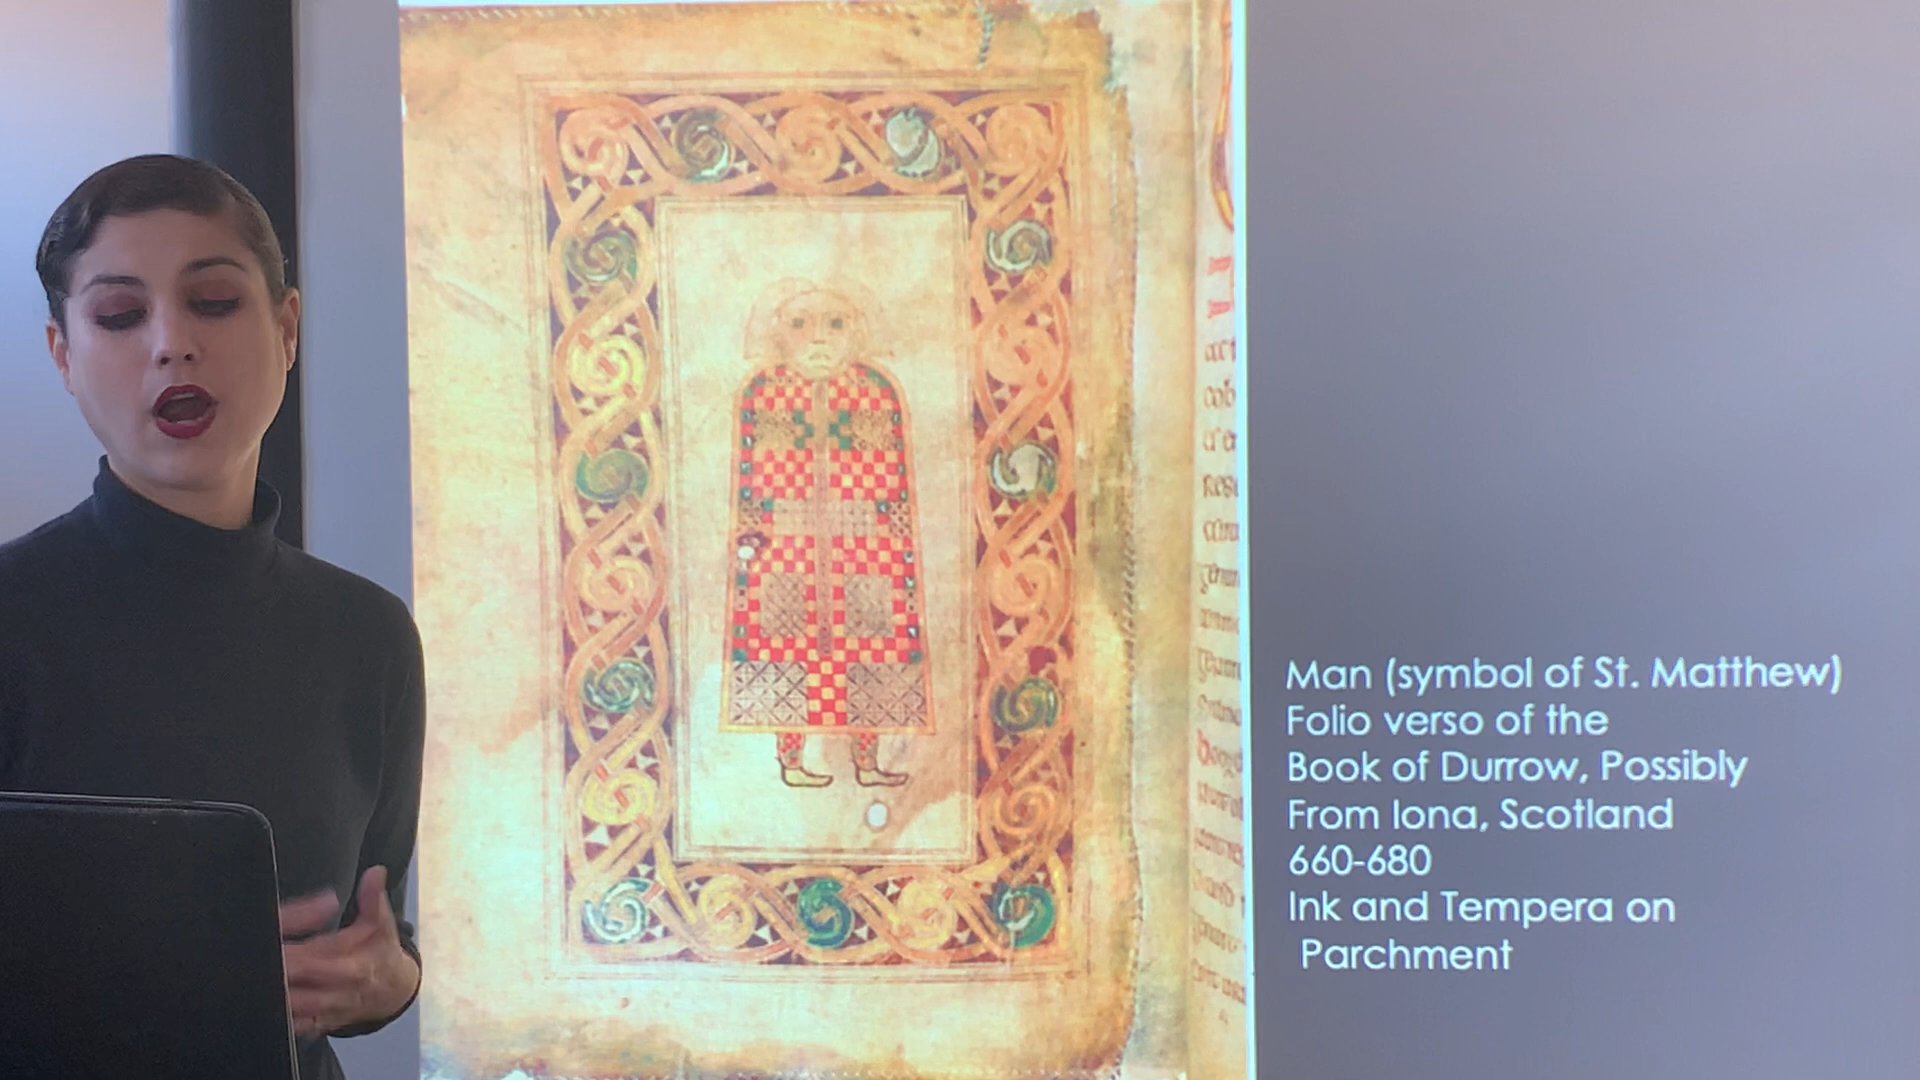 Man (symbol of St. Matthew)
Folio verso of the
Book of Durrow, Possibly
From Iona, Scotland
660-680
Ink and Tempera on
Parchment